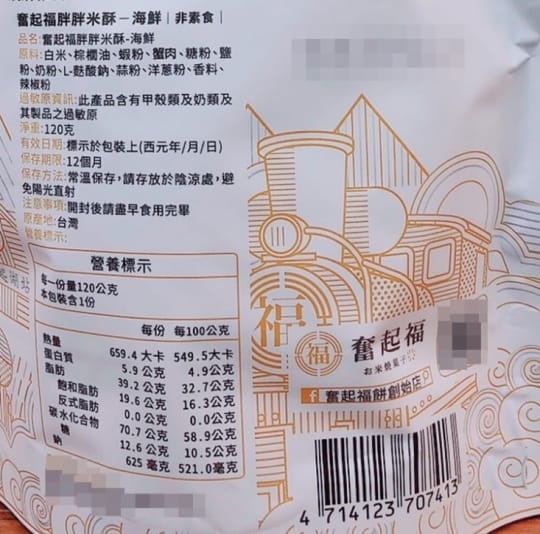 奮起福胖胖米酥－海鮮｜非素食｜
品名:奮起福胖胖米酥-海鮮
原料:白米、棕櫚油、蝦粉、蟹肉、糖粉、鹽
粉、奶粉、L-麩酸鈉、蒜粉、洋蔥粉、香料、
辣椒粉
過敏原資訊:此產品含有甲殼類及奶類及
其製品之過敏原
淨重:120克
有效日期:標示於包裝上(西元年/月/日)
保存期限:12個月
保存方法:常溫保存,請存放於陰涼處,避
免陽光直射
注意事項:開封後請盡早食用完畢
原產地:台灣
營養標示:
營養標示
每一份量120公克
本包裝含1份
每份 每100公克
熱量 659.4大卡 549.5大卡
蛋白質 5.9公克 4.9公克
脂肪 39.2公克 32.7公克
飽和脂肪 19.6公克 16.3公克
反式脂肪 0.0公克 0.0公克
碳水化合物 70.7公克 58.9公克
糖 12.6公克 10.5公克
鈉 625毫克 521.0毫克
福
福
奮起福
お米燒菓子
f 奮起福餅創始店
4 714123 707413